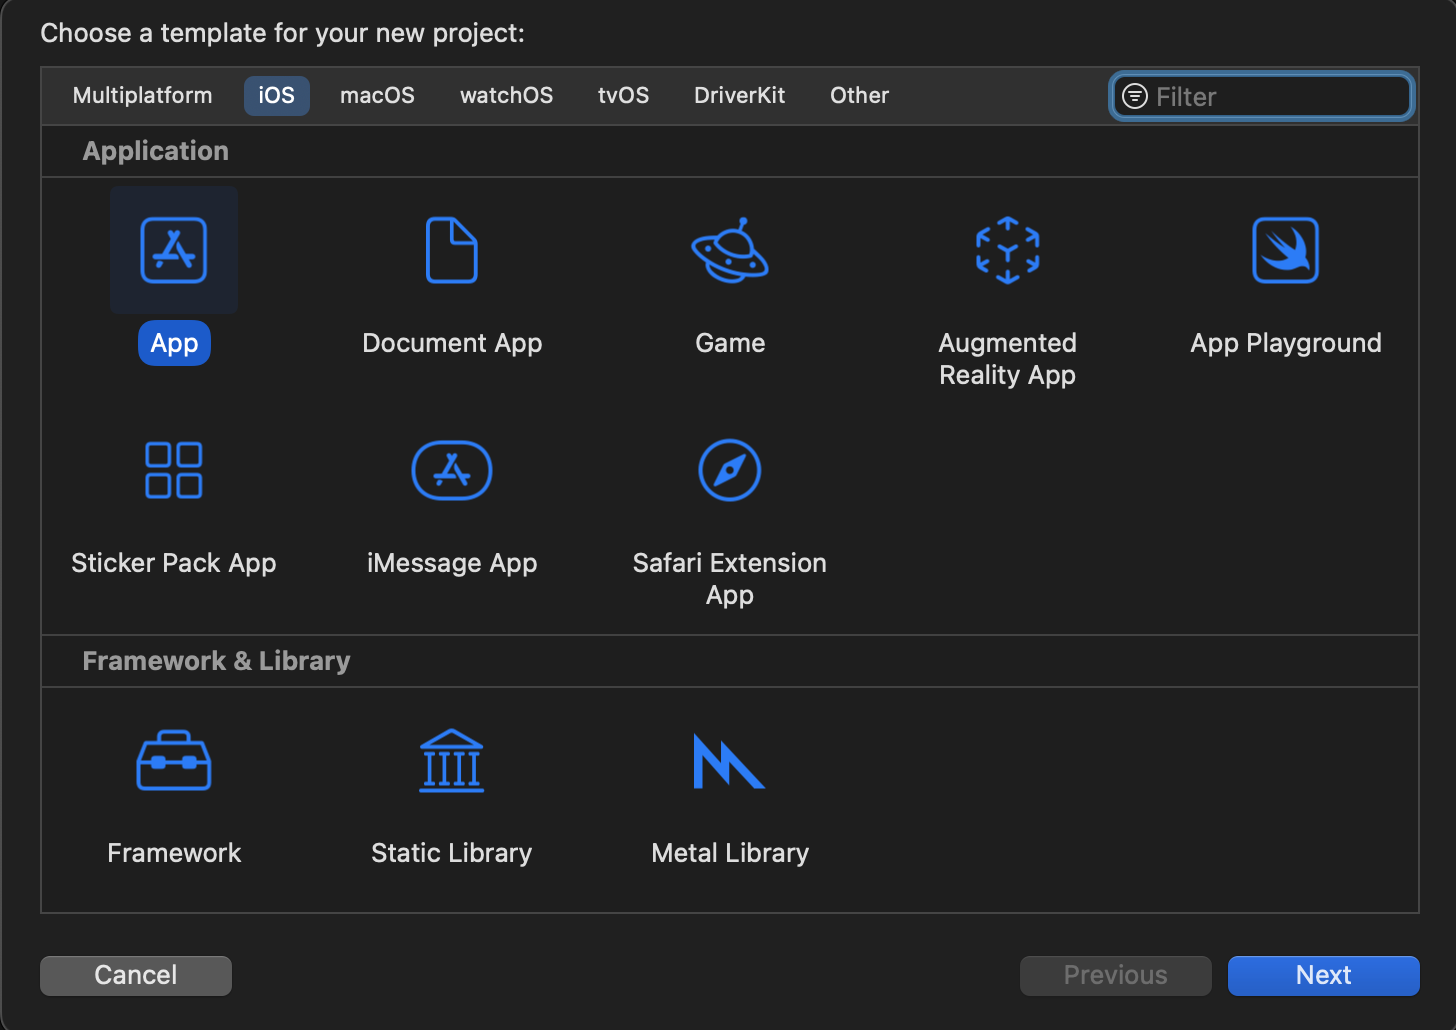 Choose a template for your new project:
Multiplatform iOS macOS watchOS tvOS DriverKit Other Filter
Application
App Document App Game Augmented Reality App App Playground
Sticker Pack App iMessage App Safari Extension App
Framework & Library
Framework Static Library Metal Library
Cancel Previous Next